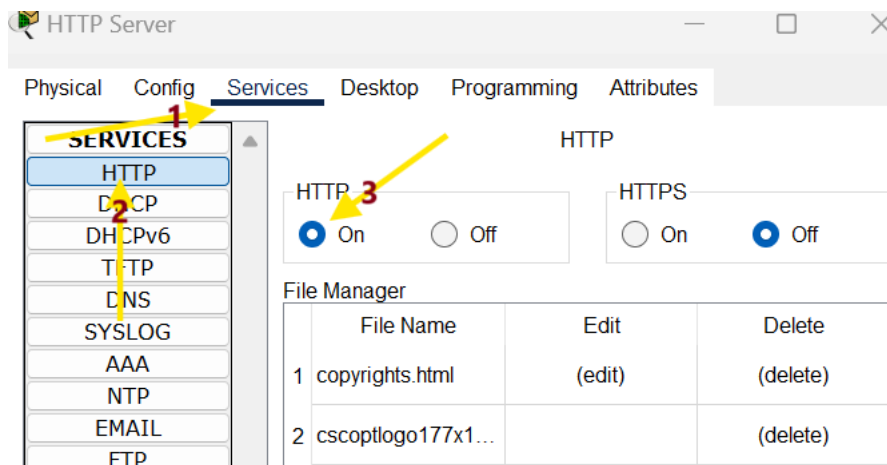 HTTP Server
Physical Config Services Desktop Programming Attributes
1
SERVICES
HTTP
DHCP
2
DHCPv6
TFTP
DNS
SYSLOG
AAA
NTP
EMAIL
FTP
HTTP
HTTP 3
On Off
HTTPS
On Off
File Manager
File Name Edit Delete
1 copyrights.html (edit) (delete)
2 cscoptlogo177x1... (delete)